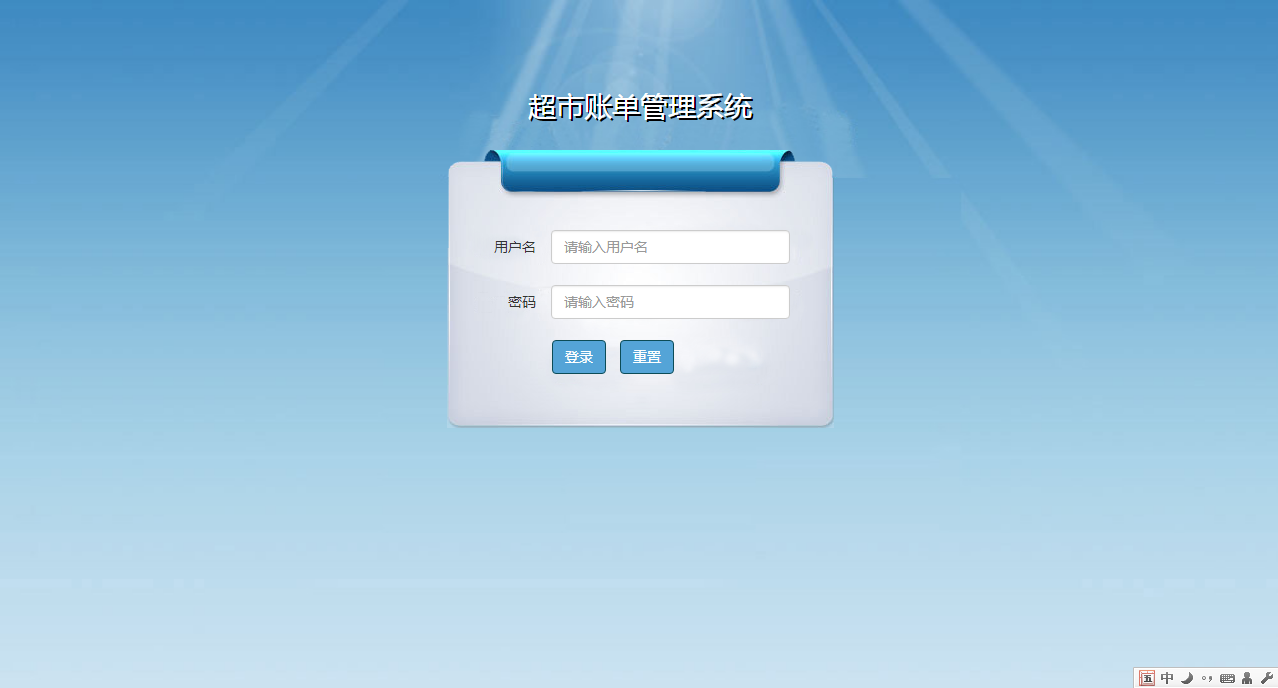 超市账单管理系统
用户名 请输入用户名
密码 请输入密码
登录 重置
五 中